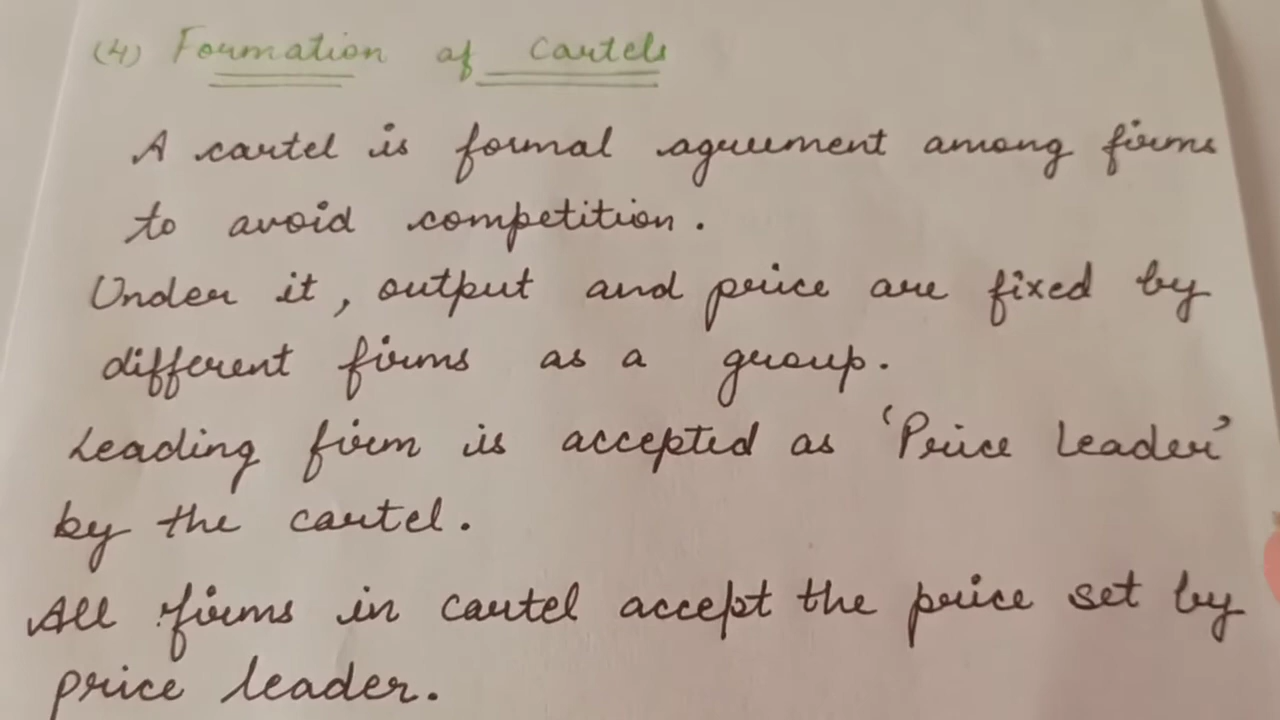 (4) Formation of Cartels
A cartel is formal agreement among firms
to avoid competition.
Under it, output and price are fixed by
different firms as a group.
Leading firm is accepted as 'Price Leader'
by the cartel.
All firms in cartel accept the price set by
price leader.